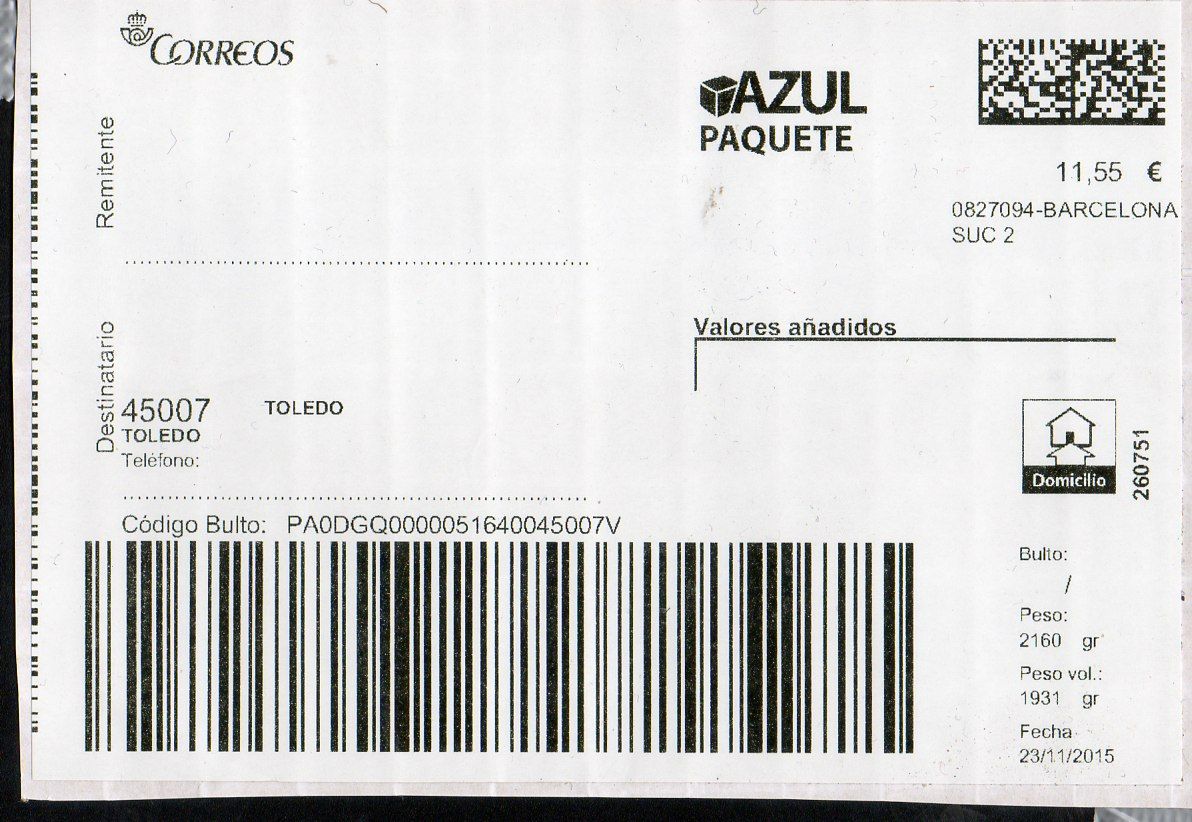 CORREOS
Remitente
AZUL
PAQUETE
11,55 €
0827094-BARCELONA
SUC 2
Valores añadidos
Destinatario
45007 TOLEDO
TOLEDO
Teléfono:
Domicilio
260751
Código Bulto: PA0DGQ0000051640045007V
Bulto:
/
Peso:
2160 gr
Peso vol.:
1931 gr
Fecha
23/11/2015